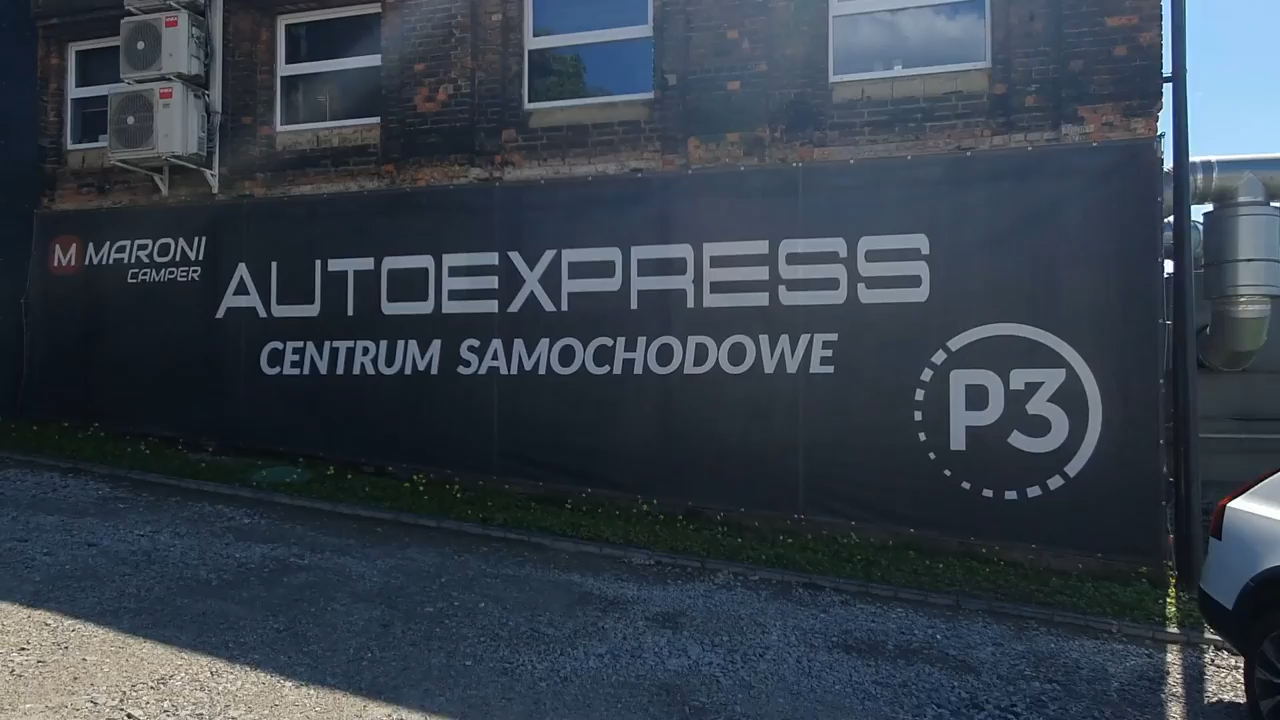 M MARONI
CAMPER
AUTOEXPRESS
CENTRUM SAMOCHODOWE
P3